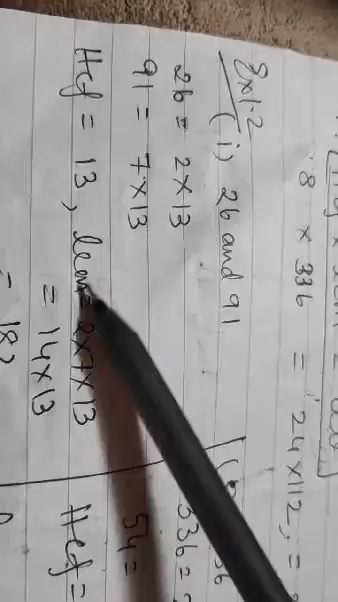 8 × 336 = 24×112, =
Ex1.2
(i) 26 and 91
26 = 2×13
91 = 7×13
Hcf = 13, lcm= 2×7×13
= 14×13
= 182
336 =
54 =
Hcf =